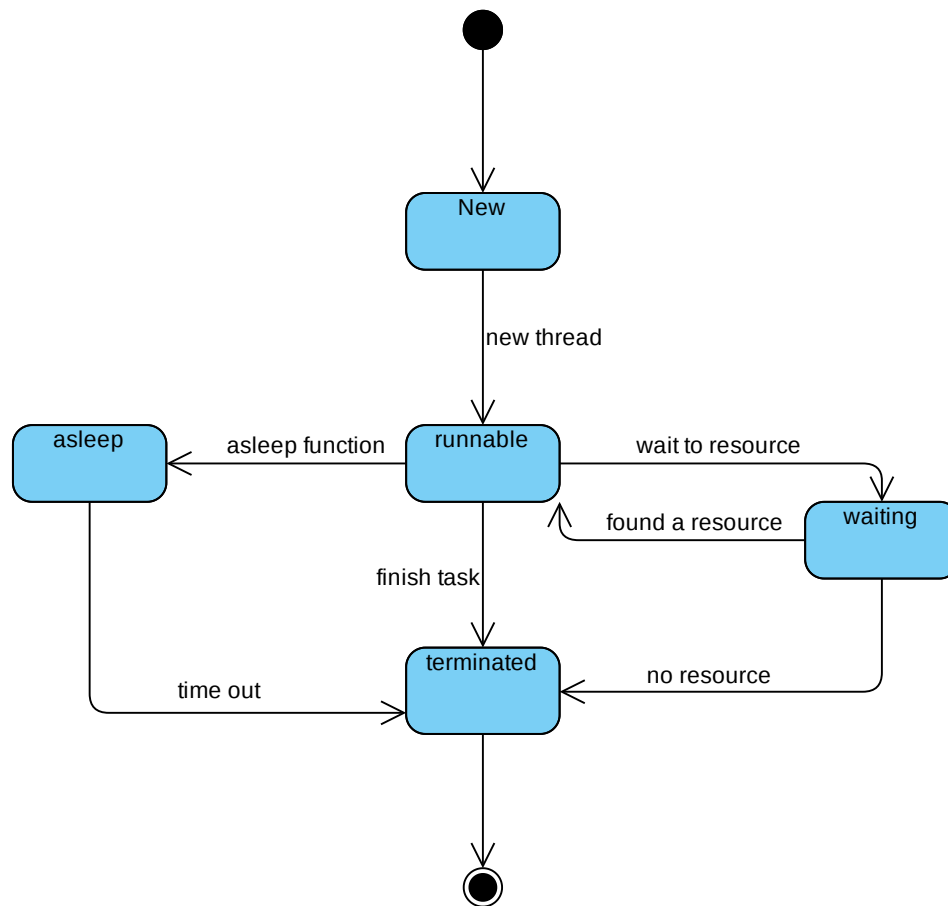 New
new thread
asleep
asleep function
runnable
wait to resource
found a resource
waiting
finish task
terminated
time out
no resource